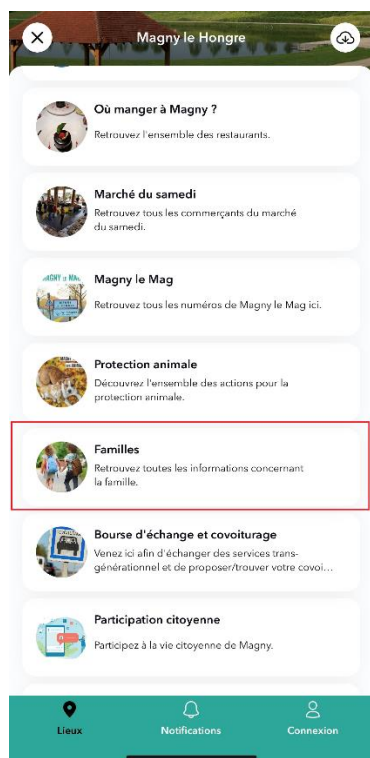 Magny le Hongre
Où manger à Magny ?
Retrouvez l'ensemble des restaurants.
Marché du samedi
Retrouvez tous les commerçants du marché
du samedi.
Magny le Mag
Retrouvez tous les numéros de Magny le Mag ici.
Protection animale
Découvrez l'ensemble des actions pour la
protection animale.
Familles
Retrouvez toutes les informations concernant
la famille.
Bourse d'échange et covoiturage
Venez ici afin d'échanger des services trans-
générationnel et de proposer/trouver votre covoi...
Participation citoyenne
Participez à la vie citoyenne de Magny.
Lieux
Notifications
Connexion